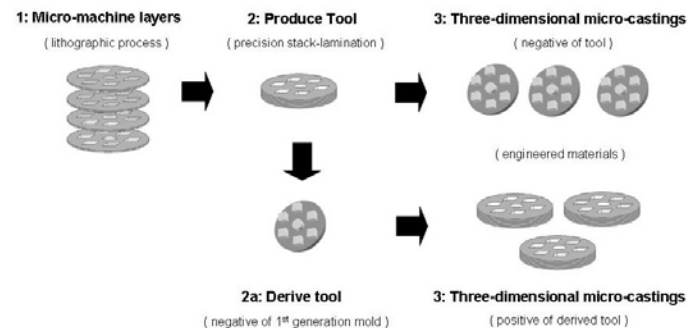 1: Micro-machine layers
( lithographic process )
2: Produce Tool
( precision stack-lamination )
3: Three-dimensional micro-castings
( negative of tool )
( engineered materials )
2a: Derive tool
( negative of 1st generation mold )
3: Three-dimensional micro-castings
( positive of derived tool )